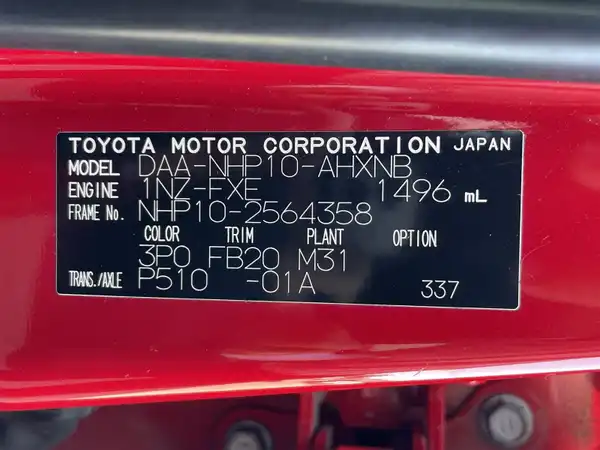 TOYOTA MOTOR CORPORATION JAPAN
MODEL DAA-NHP10-AHXNB
ENGINE 1NZ-FXE 1496 mL
FRAME No. NHP10-2564358
COLOR TRIM PLANT OPTION
3P0 FB20 M31
TRANS./AXLE P510 -01A 337